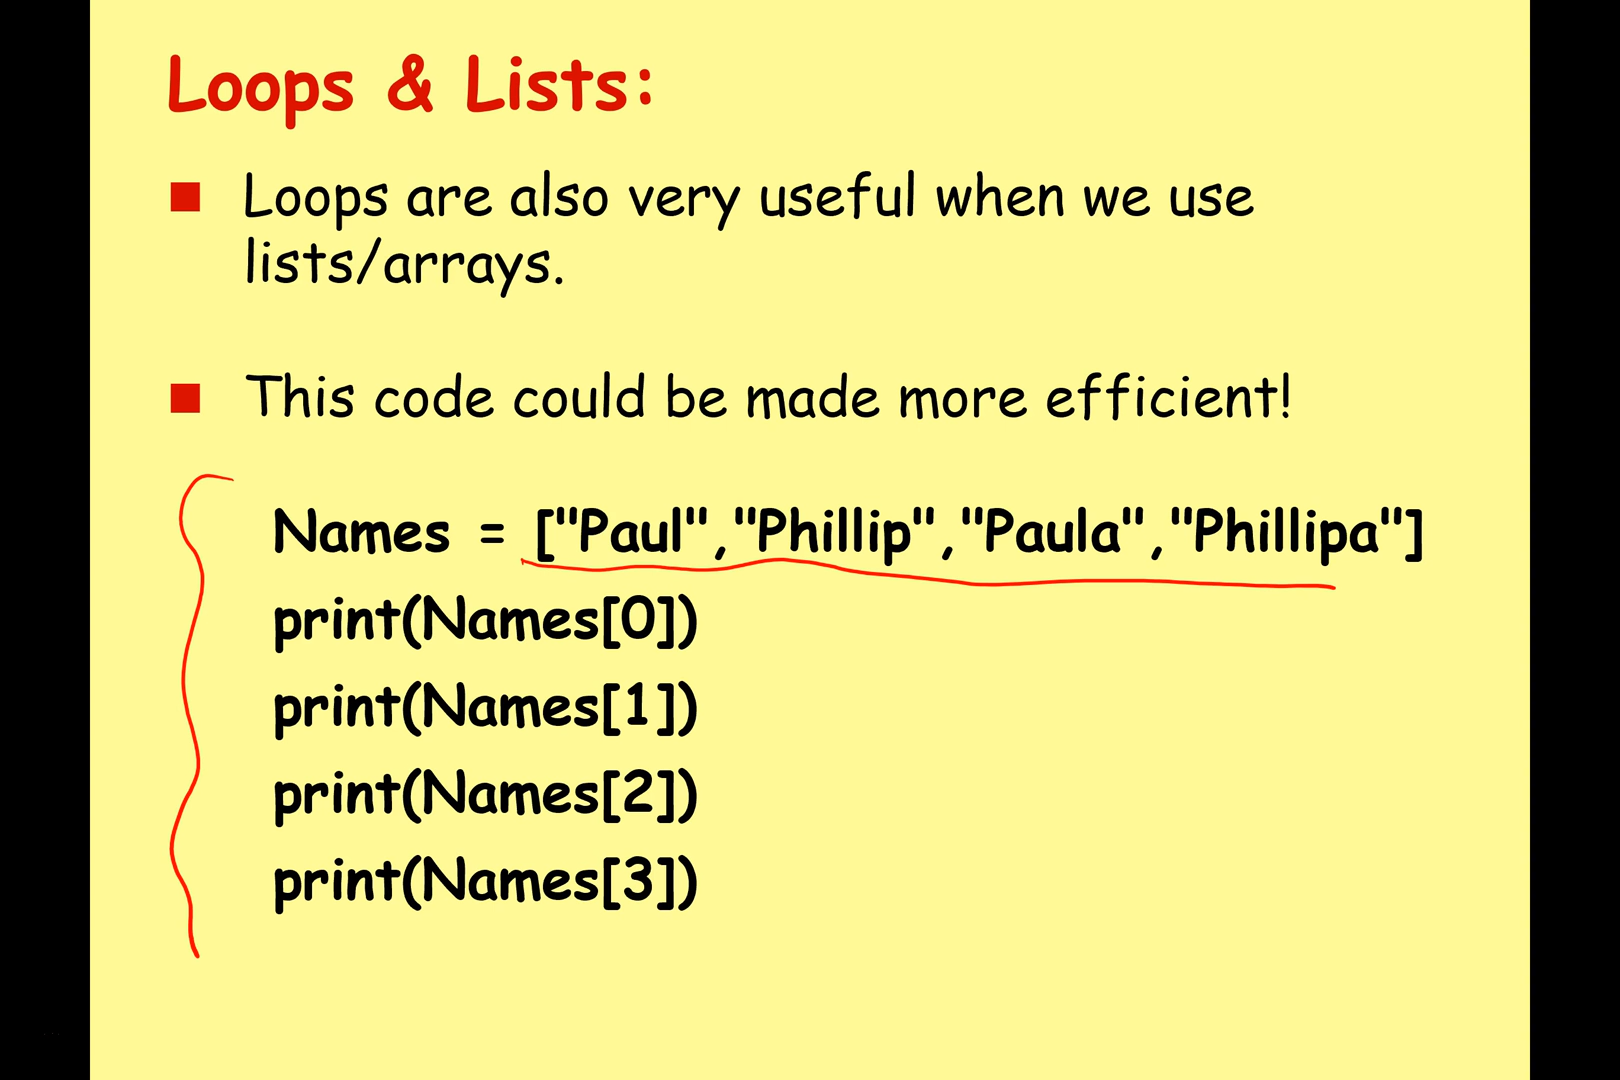 Loops & Lists:
Loops are also very useful when we use
lists/arrays.
This code could be made more efficient!
Names = ["Paul","Phillip","Paula","Phillipa"]
print(Names[0])
print(Names[1])
print(Names[2])
print(Names[3])